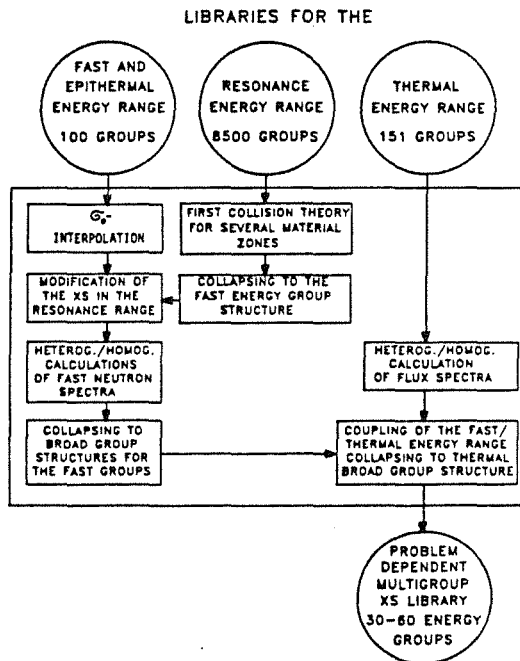 LIBRARIES FOR THE
FAST AND
EPITHERMAL
ENERGY RANGE
100 GROUPS
RESONANCE
ENERGY RANGE
8500 GROUPS
THERMAL
ENERGY RANGE
151 GROUPS
σ₀-
INTERPOLATION
FIRST COLLISION THEORY
FOR SEVERAL MATERIAL
ZONES
MODIFICATION OF
THE XS IN THE
RESONANCE RANGE
COLLAPSING TO THE
FAST ENERGY GROUP
STRUCTURE
HETEROG./HOMOG.
CALCULATIONS
OF FAST NEUTRON
SPECTRA
HETEROG./HOMOG.
CALCULATION
OF FLUX SPECTRA
COLLAPSING TO
BROAD GROUP
STRUCTURES FOR
THE FAST GROUPS
COUPLING OF THE FAST/
THERMAL ENERGY RANGE
COLLAPSING TO THERMAL
BROAD GROUP STRUCTURE
PROBLEM
DEPENDENT
MULTIGROUP
XS LIBRARY
30-60 ENERGY
GROUPS